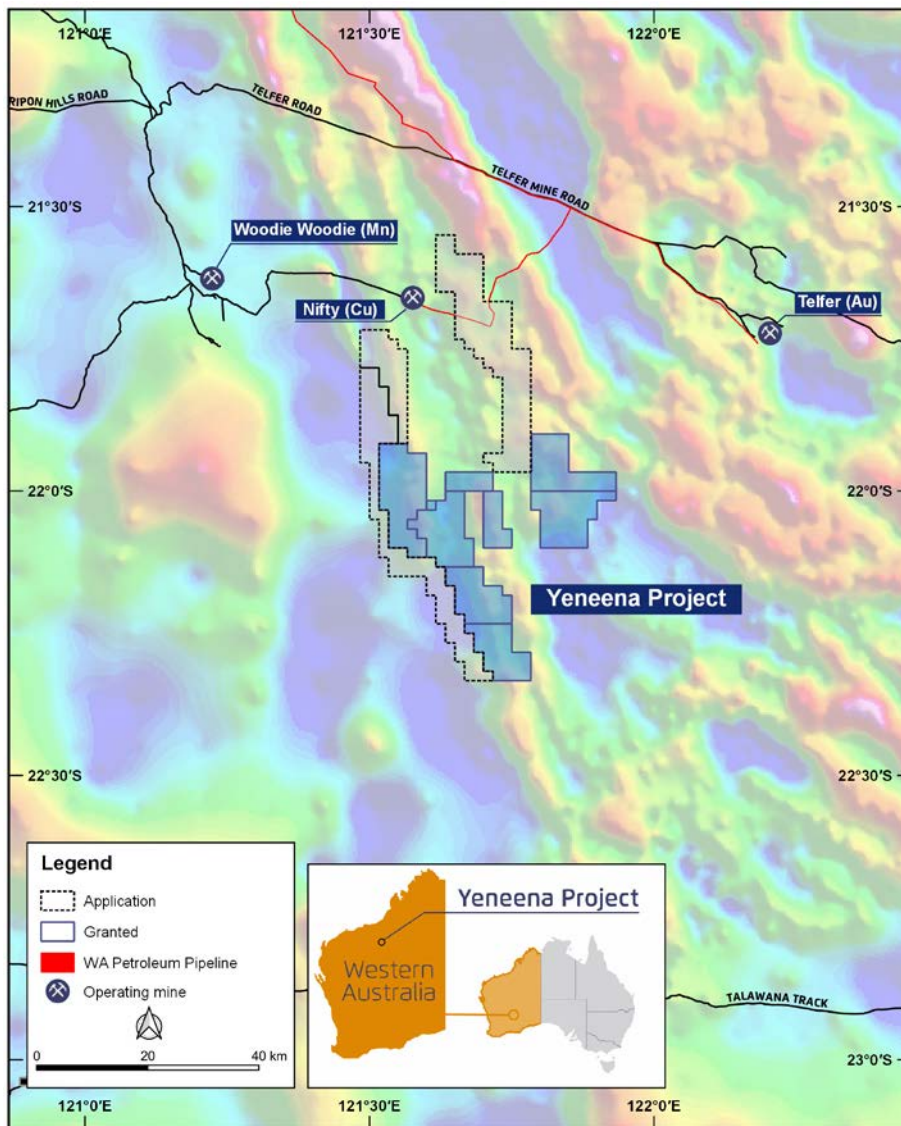 121°0'E
121°30'E
122°0'E
RIPON HILLS ROAD
TELFER ROAD
TELFER MINE ROAD
21°30'S
21°30'S
Woodie Woodie (Mn)
Nifty (Cu)
Telfer (Au)
22°0'S
22°0'S
Yeneena Project
22°30'S
22°30'S
Legend
Application
Granted
WA Petroleum Pipeline
Operating mine
0
20
40 km
Yeneena Project
Western
Australia
TALAWANA TRACK
23°0'S
121°0'E
121°30'E
122°0'E